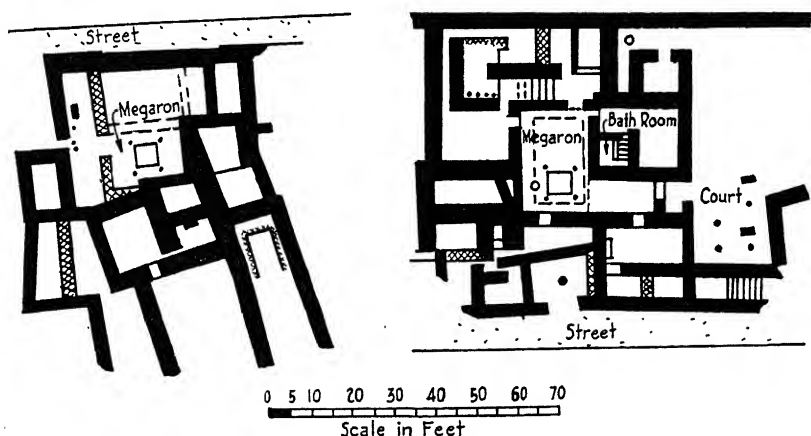 Street
Megaron
Megaron
Bath Room
Court
Street
0 5 10 20 30 40 50 60 70
Scale in Feet